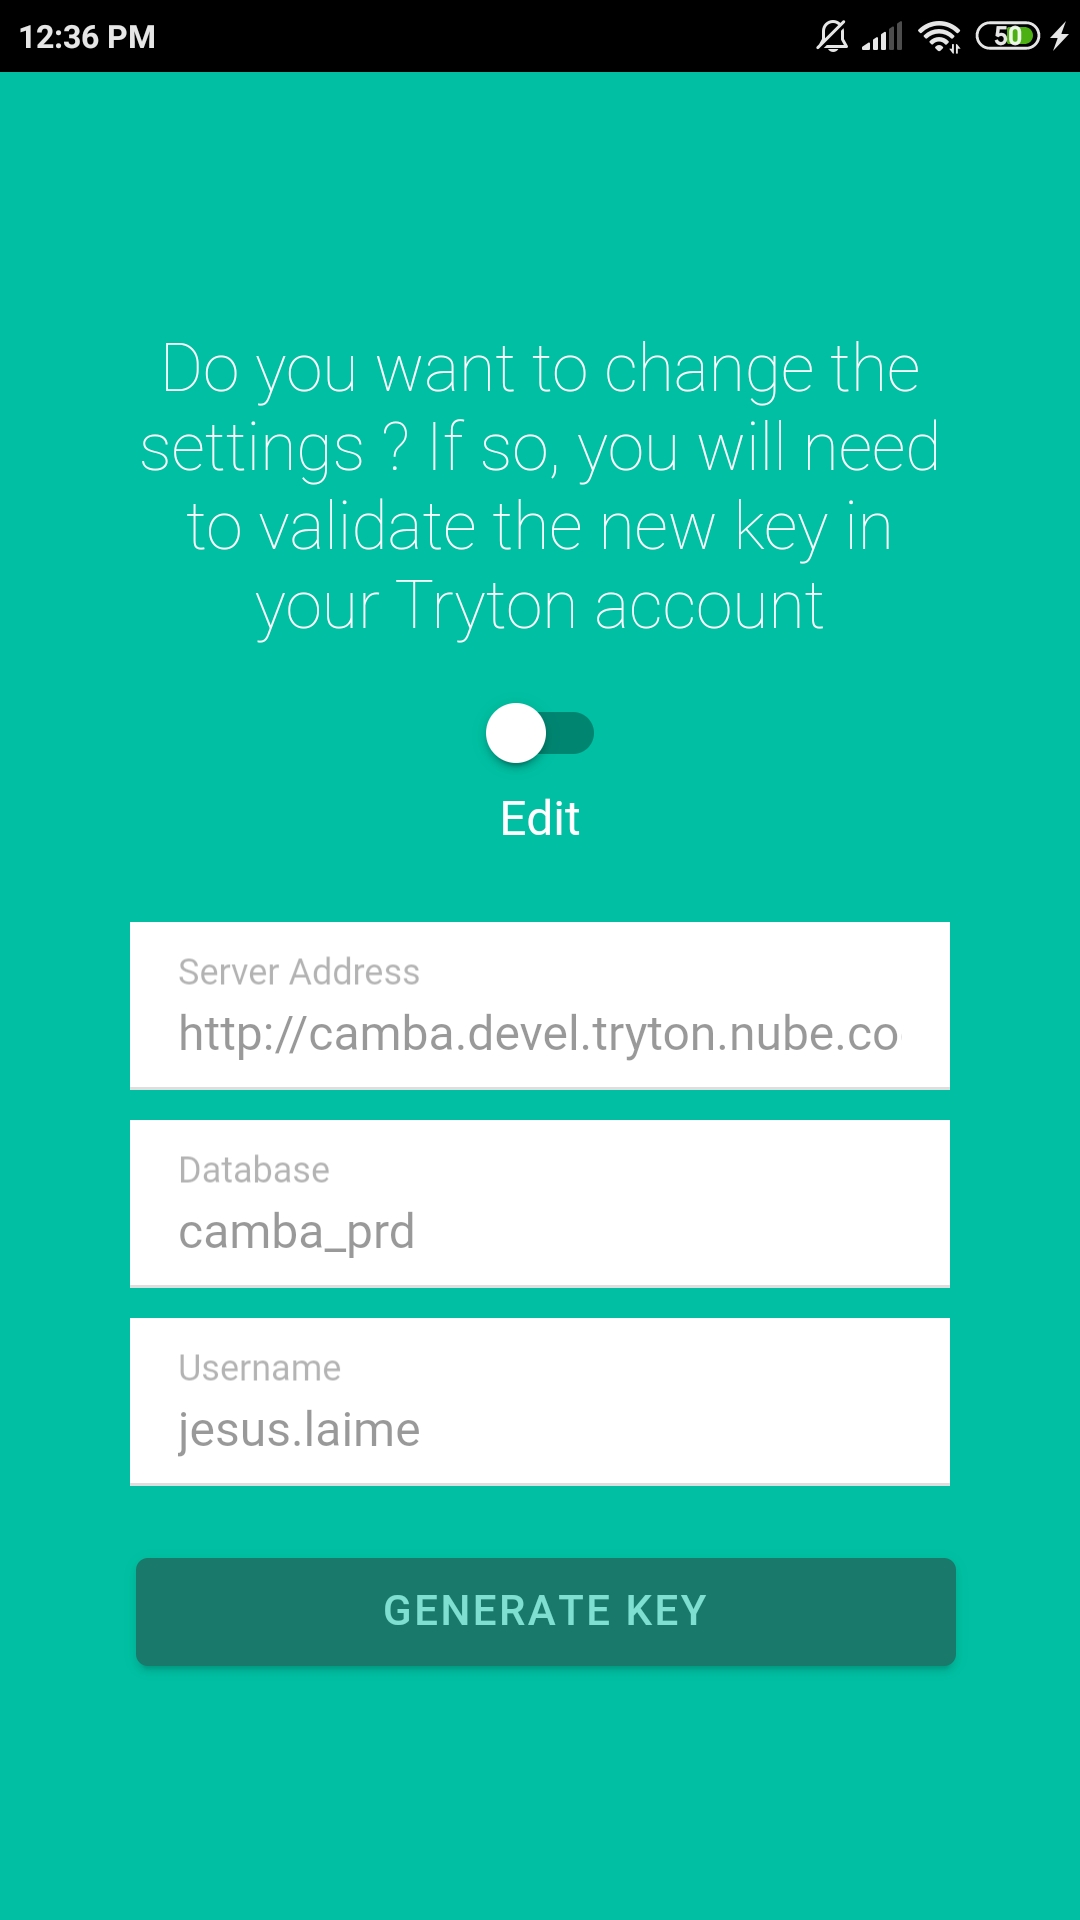 12:36 PM
50
Do you want to change the
settings ? If so, you will need
to validate the new key in
your Tryton account
Edit
Server Address
http://camba.devel.tryton.nube.co
Database
camba_prd
Username
jesus.laime
GENERATE KEY